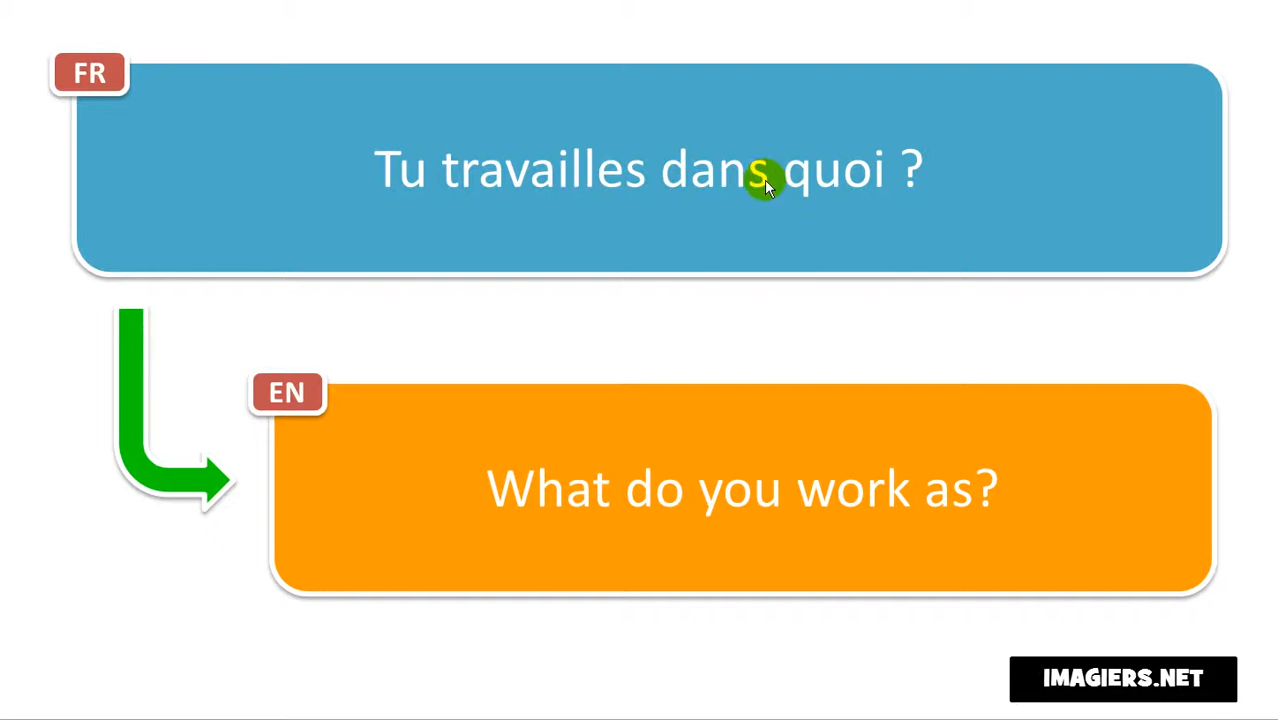 FR
Tu travailles dans quoi ?
EN
What do you work as?
IMAGIERS.NET